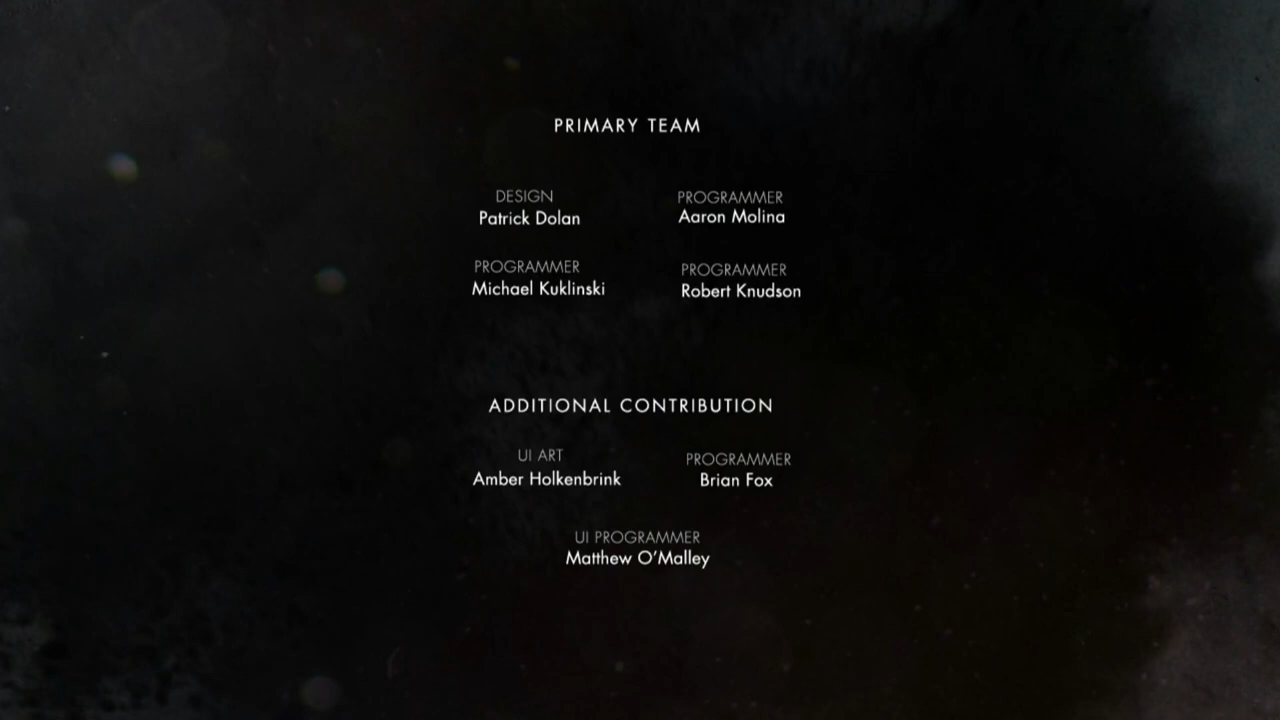 PRIMARY TEAM
DESIGN
Patrick Dolan
PROGRAMMER
Aaron Molina
PROGRAMMER
Michael Kuklinski
PROGRAMMER
Robert Knudson
ADDITIONAL CONTRIBUTION
UI ART
Amber Holkenbrink
PROGRAMMER
Brian Fox
UI PROGRAMMER
Matthew O’Malley